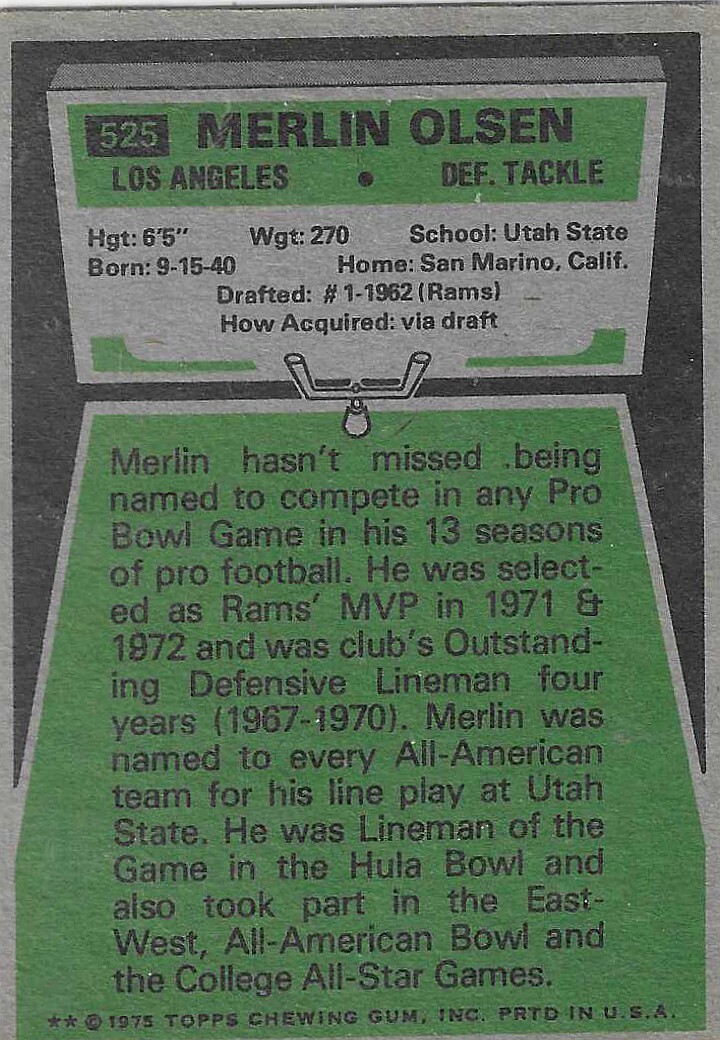 525 MERLIN OLSEN
LOS ANGELES • DEF. TACKLE
Hgt: 6'5" Wgt: 270 School: Utah State
Born: 9-15-40 Home: San Marino, Calif.
Drafted: #1-1962 (Rams)
How Acquired: via draft
Merlin hasn't missed being
named to compete in any Pro
Bowl Game in his 13 seasons
of pro football. He was select-
ed as Rams' MVP in 1971 &
1972 and was club's Outstand-
ing Defensive Lineman four
years (1967-1970). Merlin was
named to every All-American
team for his line play at Utah
State. He was Lineman of the
Game in the Hula Bowl and
also took part in the East-
West, All-American Bowl and
the College All-Star Games.
** © 1975 TOPPS CHEWING GUM, INC. PRTD IN U.S.A.